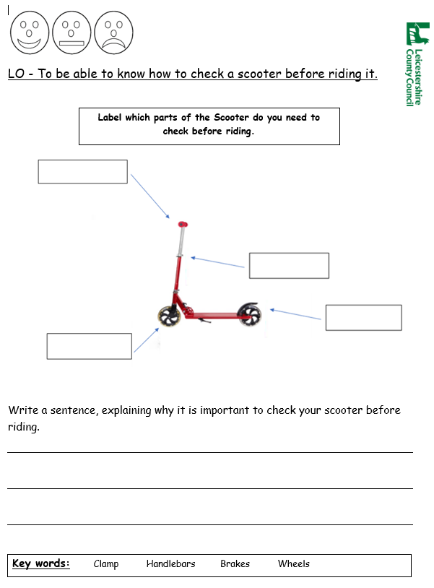 Leicestershire
County Council
LO - To be able to know how to check a scooter before riding it.
Label which parts of the Scooter do you need to
check before riding.
Write a sentence, explaining why it is important to check your scooter before
riding.
Key words: Clamp Handlebars Brakes Wheels